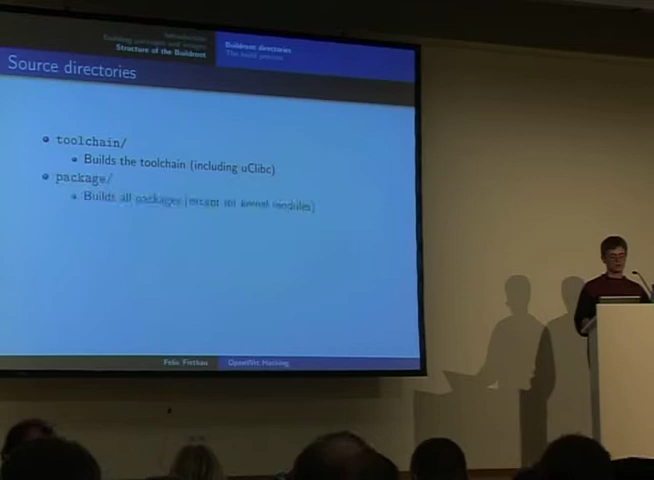 Introduction
Building packages and images
Structure of the Buildroot
Buildroot directories
The build process
Source directories
toolchain/
Builds the toolchain (including uClibc)
package/
Builds all packages (except for kernel modules)
Felix Fietkau
OpenWrt Hacking